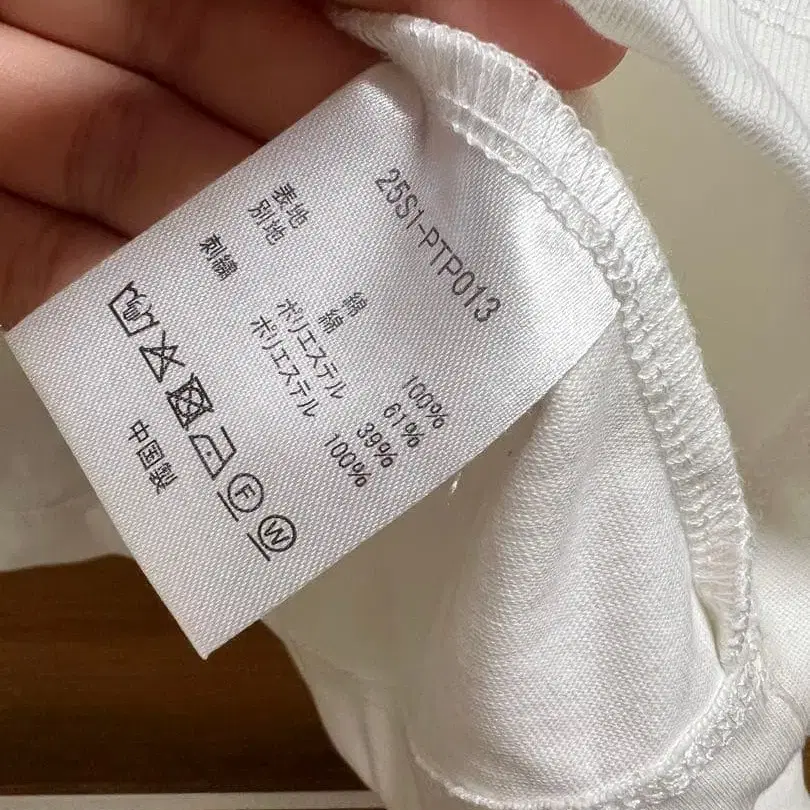 25S1-PTP013
表地 綿 100%
別地 綿 61%
ポリエステル 39%
刺繍 ポリエステル 100%
F W
中国製